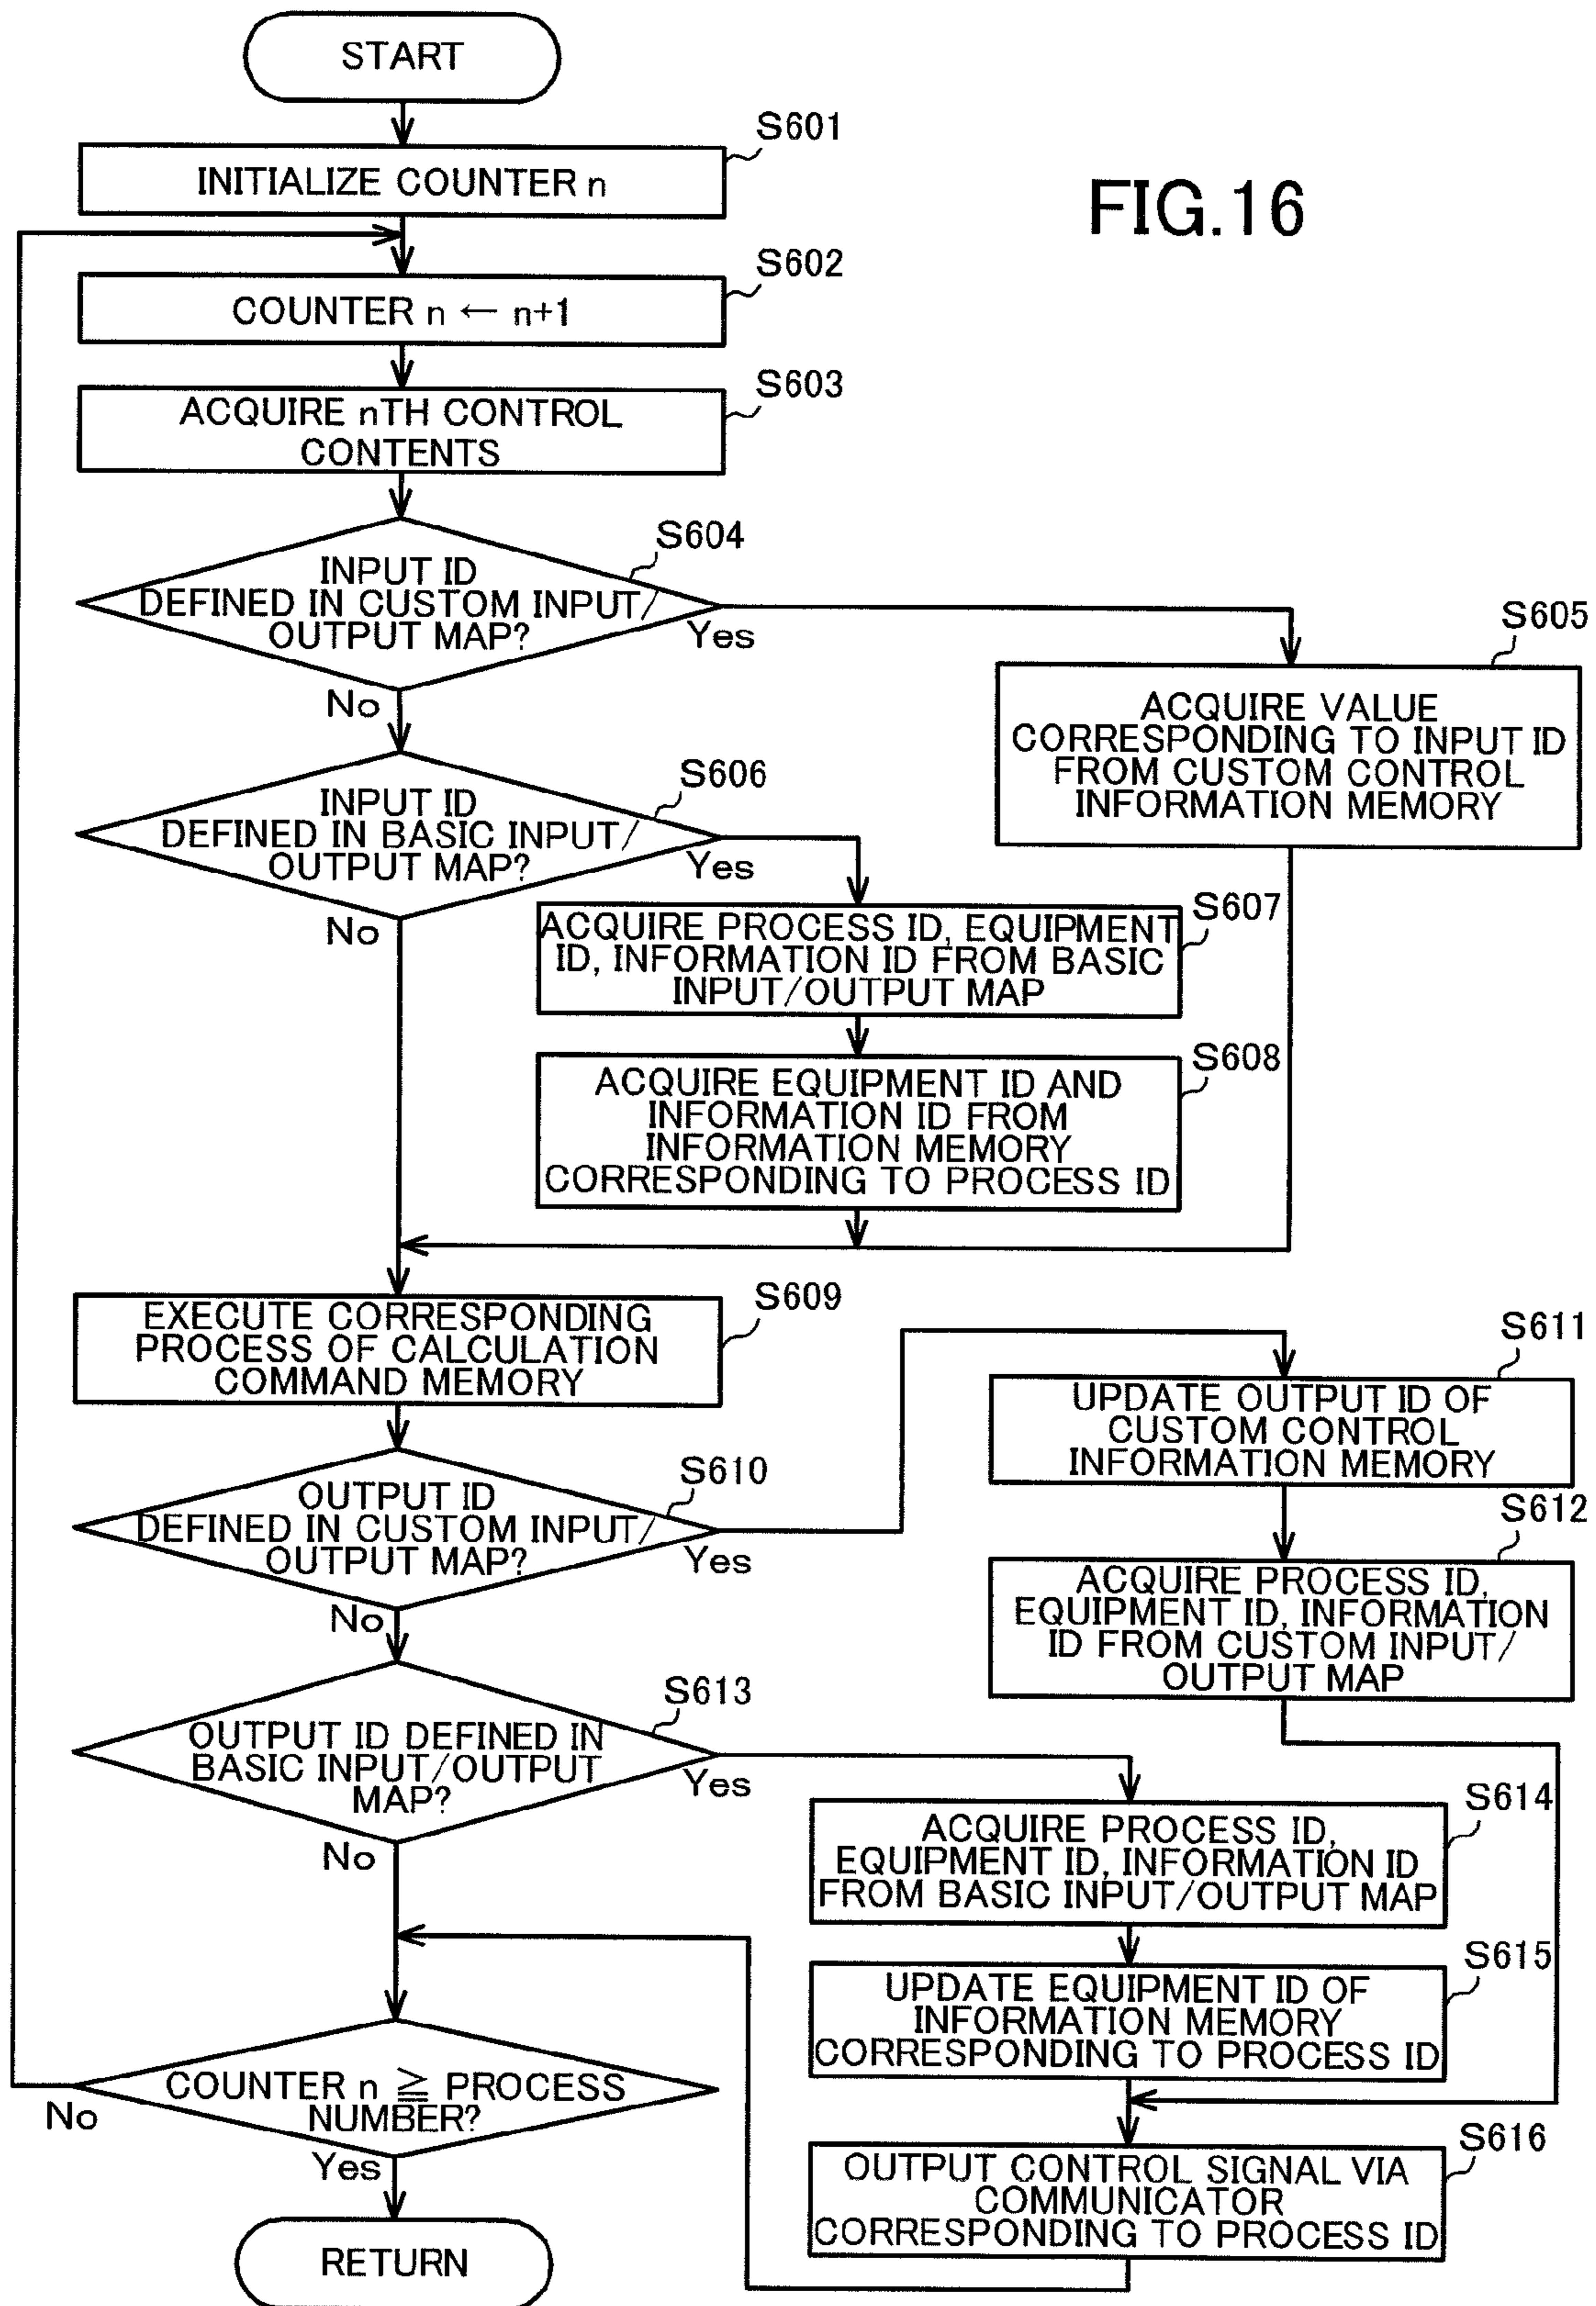 START
S601
INITIALIZE COUNTER n
FIG.16
S602
COUNTER n ← n+1
S603
ACQUIRE nTH CONTROL
CONTENTS
S604
INPUT ID
DEFINED IN CUSTOM INPUT/
OUTPUT MAP?
Yes
No
S605
ACQUIRE VALUE
CORRESPONDING TO INPUT ID
FROM CUSTOM CONTROL
INFORMATION MEMORY
S606
INPUT ID
DEFINED IN BASIC INPUT/
OUTPUT MAP?
Yes
No
S607
ACQUIRE PROCESS ID, EQUIPMENT
ID, INFORMATION ID FROM BASIC
INPUT/OUTPUT MAP
S608
ACQUIRE EQUIPMENT ID AND
INFORMATION ID FROM
INFORMATION MEMORY
CORRESPONDING TO PROCESS ID
S609
EXECUTE CORRESPONDING
PROCESS OF CALCULATION
COMMAND MEMORY
S610
OUTPUT ID
DEFINED IN CUSTOM INPUT/
OUTPUT MAP?
Yes
No
S611
UPDATE OUTPUT ID OF
CUSTOM CONTROL
INFORMATION MEMORY
S612
ACQUIRE PROCESS ID,
EQUIPMENT ID, INFORMATION
ID FROM CUSTOM INPUT/
OUTPUT MAP
S613
OUTPUT ID DEFINED IN
BASIC INPUT/OUTPUT
MAP?
Yes
No
S614
ACQUIRE PROCESS ID,
EQUIPMENT ID, INFORMATION ID
FROM BASIC INPUT/OUTPUT MAP
S615
UPDATE EQUIPMENT ID OF
INFORMATION MEMORY
CORRESPONDING TO PROCESS ID
S616
OUTPUT CONTROL SIGNAL VIA
COMMUNICATOR
CORRESPONDING TO PROCESS ID
COUNTER n ≧ PROCESS
NUMBER?
No
Yes
RETURN